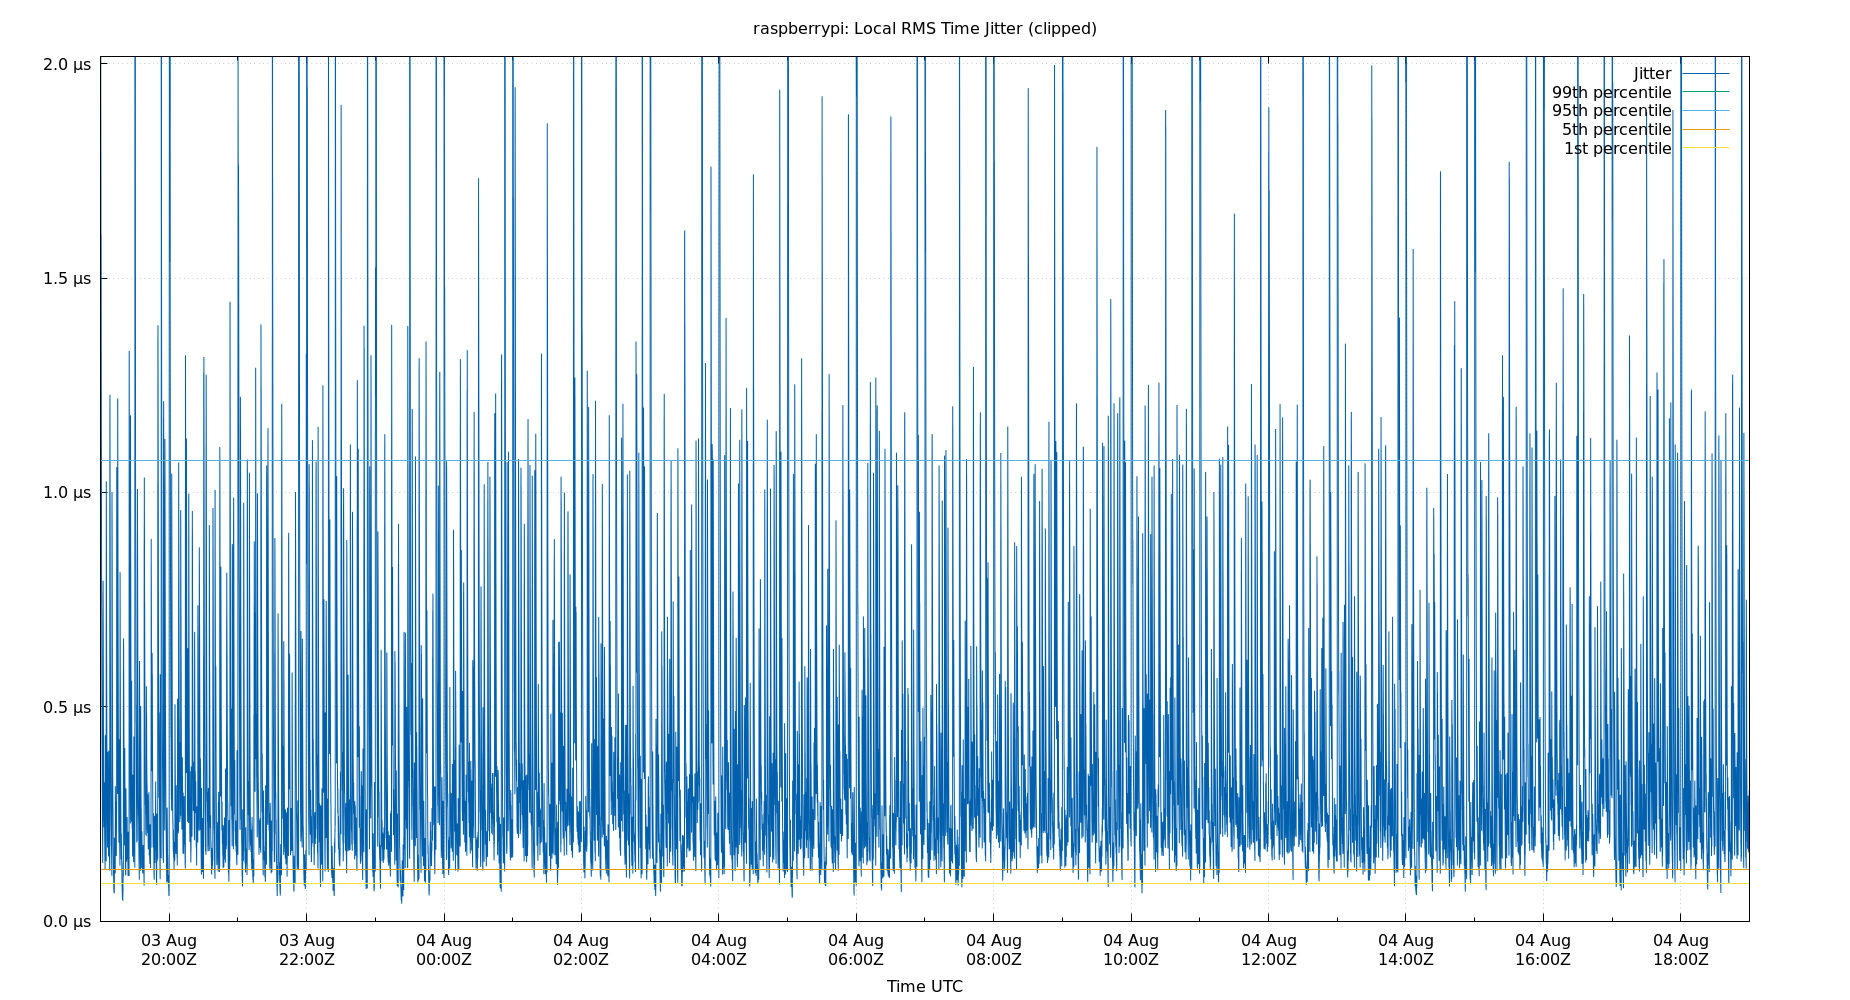 raspberrypi: Local RMS Time Jitter (clipped)
2.0 µs
1.5 µs
1.0 µs
0.5 µs
0.0 µs
Jitter
99th percentile
95th percentile
5th percentile
1st percentile
03 Aug 03 Aug 04 Aug 04 Aug 04 Aug 04 Aug 04 Aug 04 Aug 04 Aug 04 Aug 04 Aug 04 Aug
20:00Z 22:00Z 00:00Z 02:00Z 04:00Z 06:00Z 08:00Z 10:00Z 12:00Z 14:00Z 16:00Z 18:00Z
Time UTC